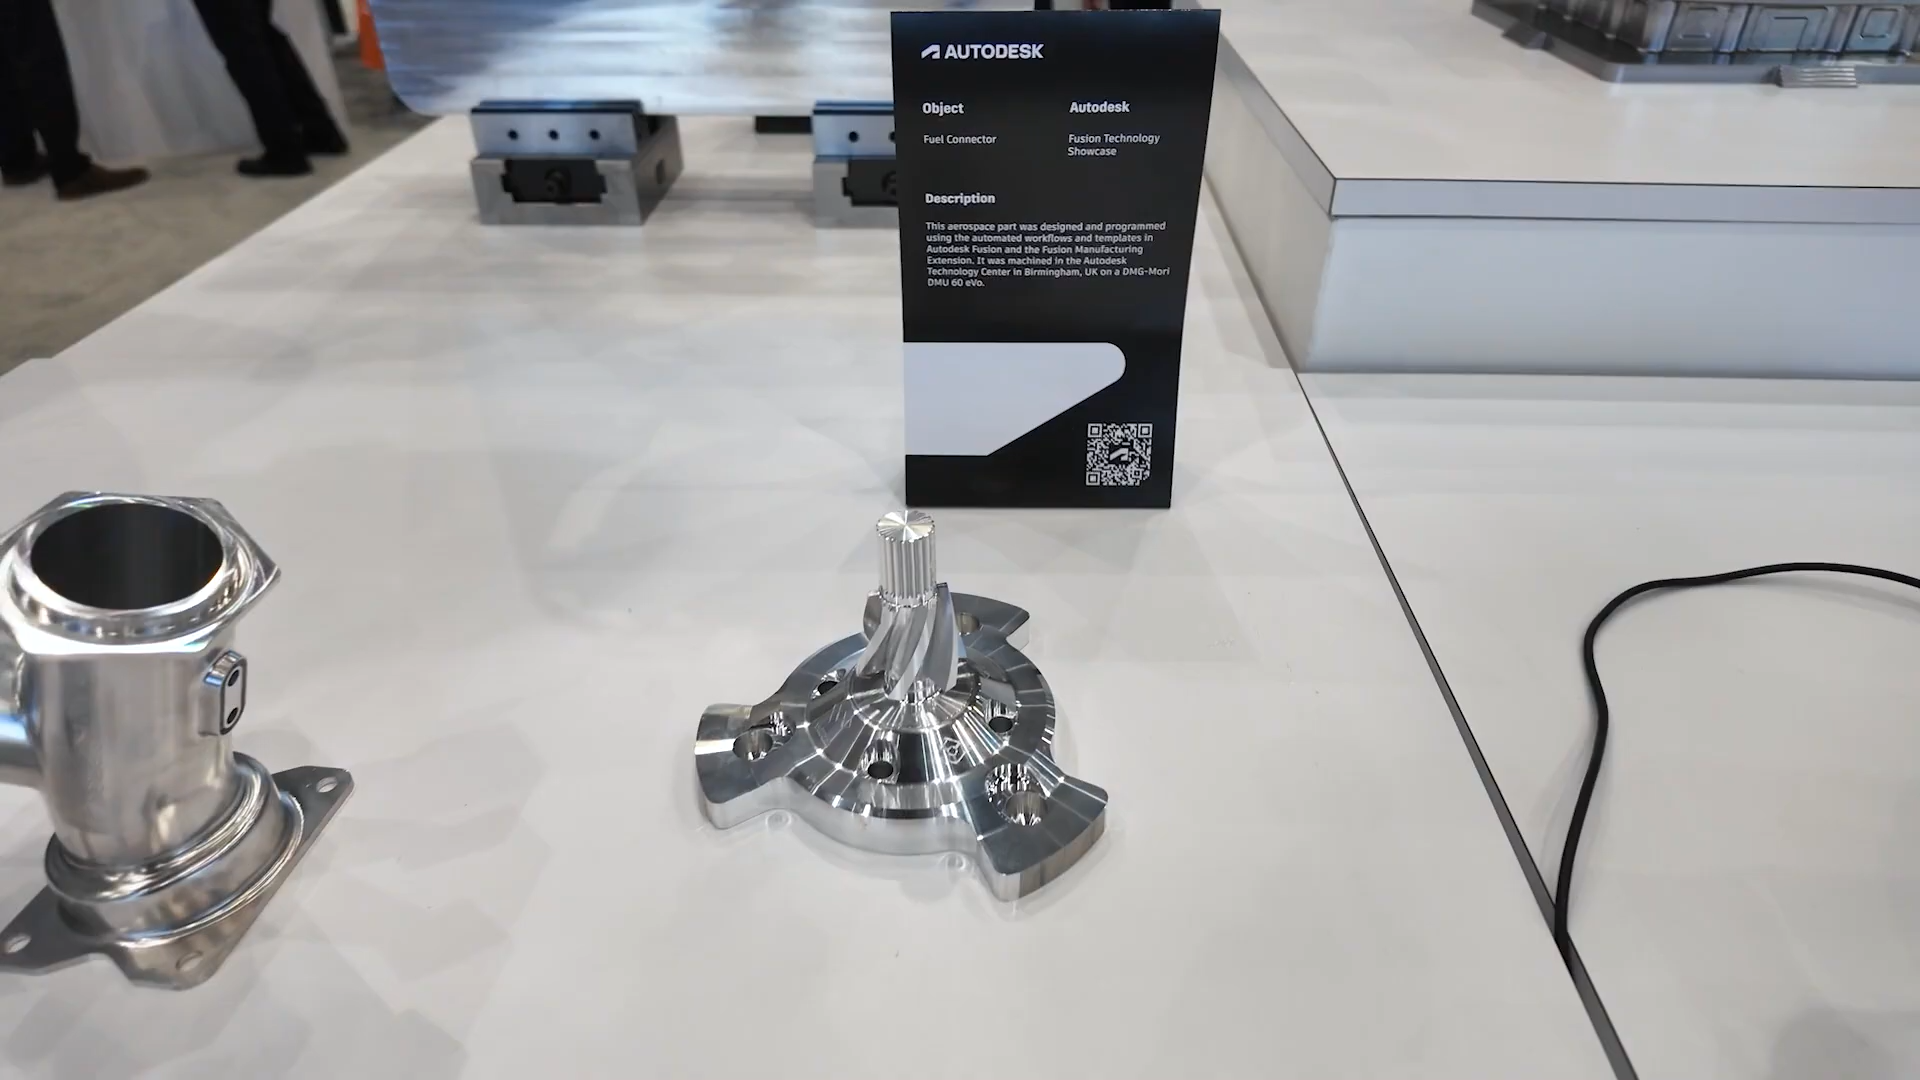 AUTODESK
Object
Fuel Connector
Autodesk
Fusion Technology
Showcase
Description
This aerospace part was designed and programmed
using the automated workflows and templates in
Autodesk Fusion and the Fusion Manufacturing
Extension. It was machined in the Autodesk
Technology Center in Birmingham, UK on a DMG-Mori
DMU 60 eVo.